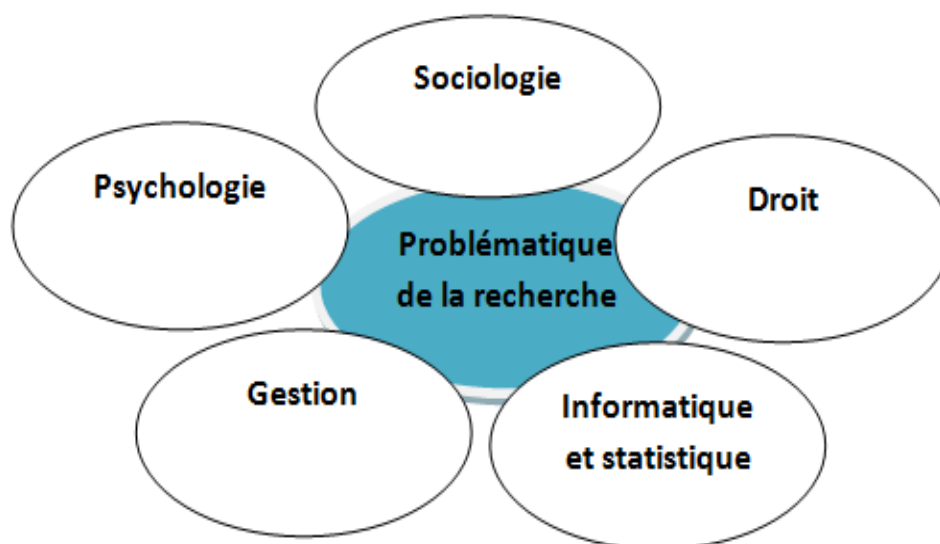 Sociologie
Psychologie
Droit
Problématique
de la recherche
Gestion
Informatique
et statistique